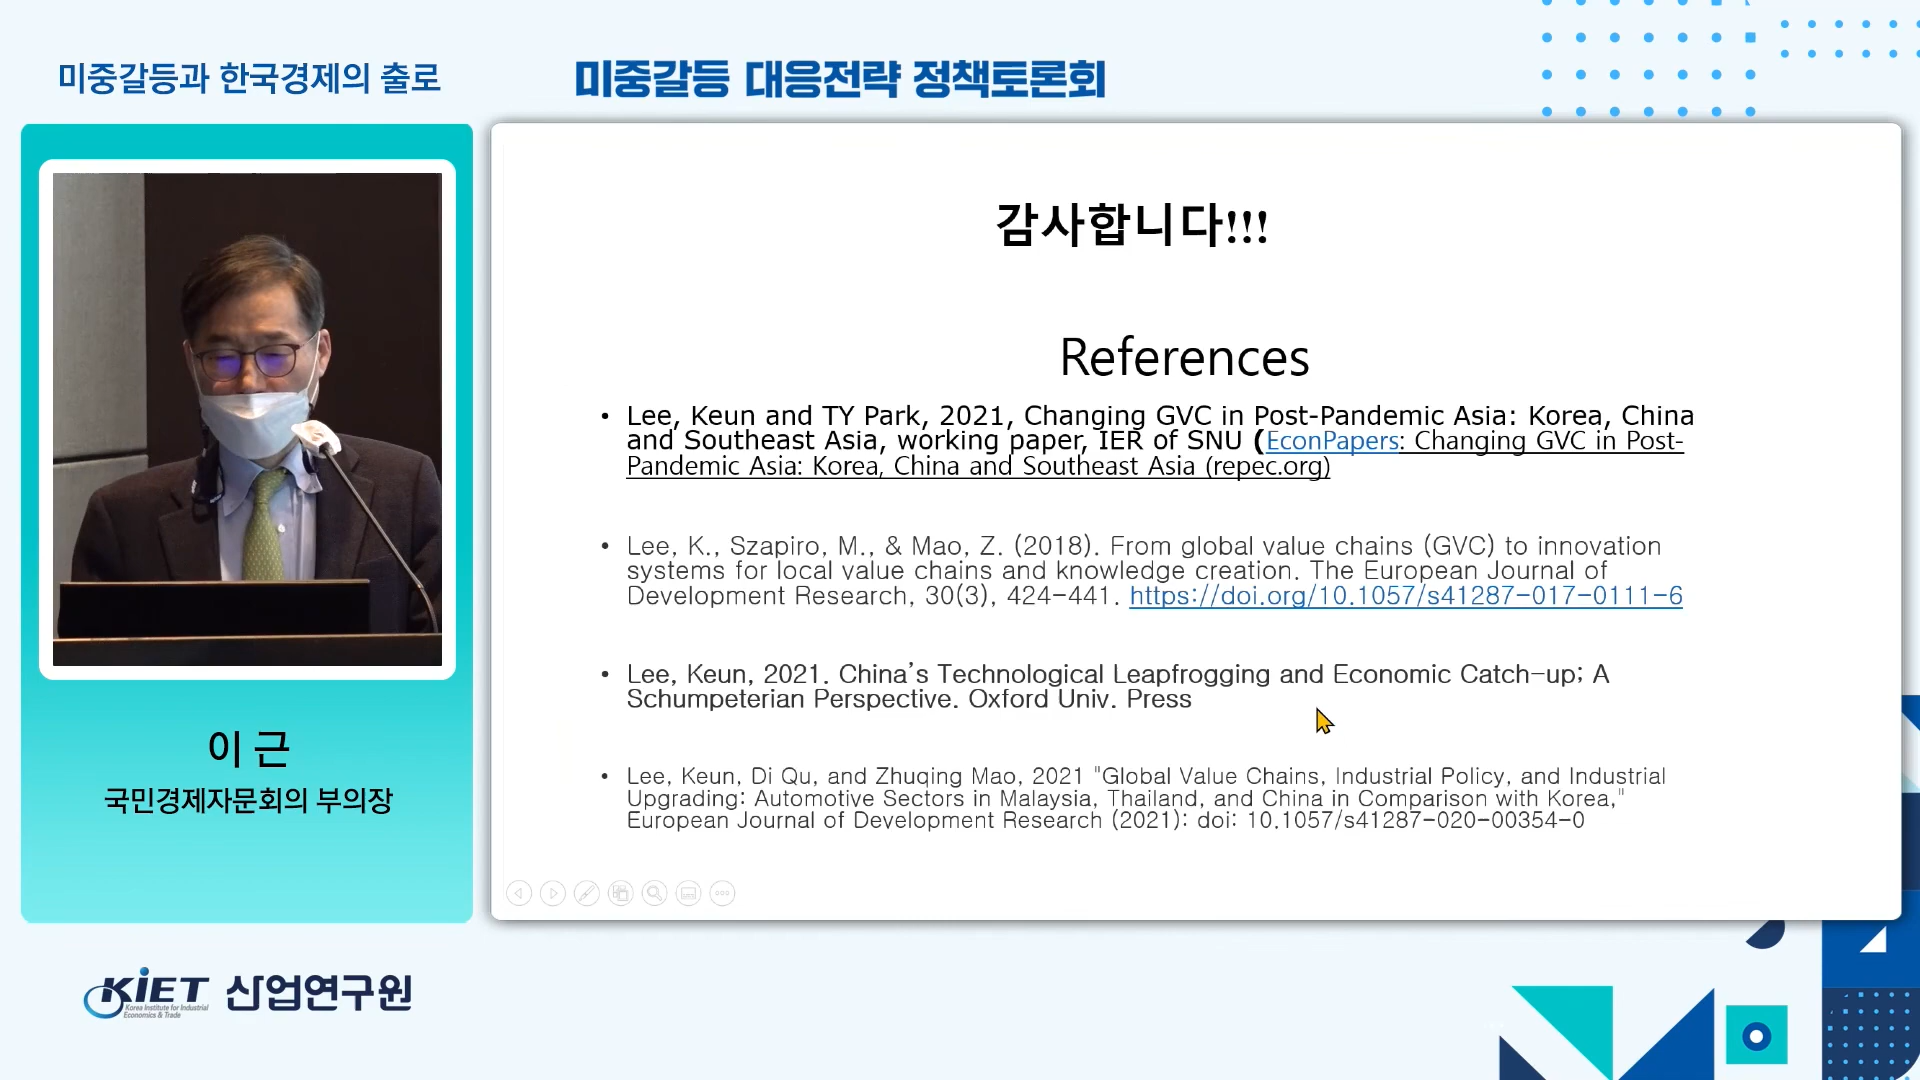 미중갈등과 한국경제의 출로
미중갈등 대응전략 정책토론회
감사합니다!!!
References
• Lee, Keun and TY Park, 2021, Changing GVC in Post-Pandemic Asia: Korea, China
and Southeast Asia, working paper, IER of SNU (EconPapers: Changing GVC in Post-
Pandemic Asia: Korea, China and Southeast Asia (repec.org)
• Lee, K., Szapiro, M., & Mao, Z. (2018). From global value chains (GVC) to innovation
systems for local value chains and knowledge creation. The European Journal of
Development Research, 30(3), 424-441. https://doi.org/10.1057/s41287-017-0111-6
• Lee, Keun, 2021. China's Technological Leapfrogging and Economic Catch-up; A
Schumpeterian Perspective. Oxford Univ. Press
• Lee, Keun, Di Qu, and Zhuqing Mao, 2021 "Global Value Chains, Industrial Policy, and Industrial
Upgrading: Automotive Sectors in Malaysia, Thailand, and China in Comparison with Korea,"
European Journal of Development Research (2021): doi: 10.1057/s41287-020-00354-0
이 근
국민경제자문회의 부의장
KIET 산업연구원
Korea Institute for Industrial
Economics & Trade